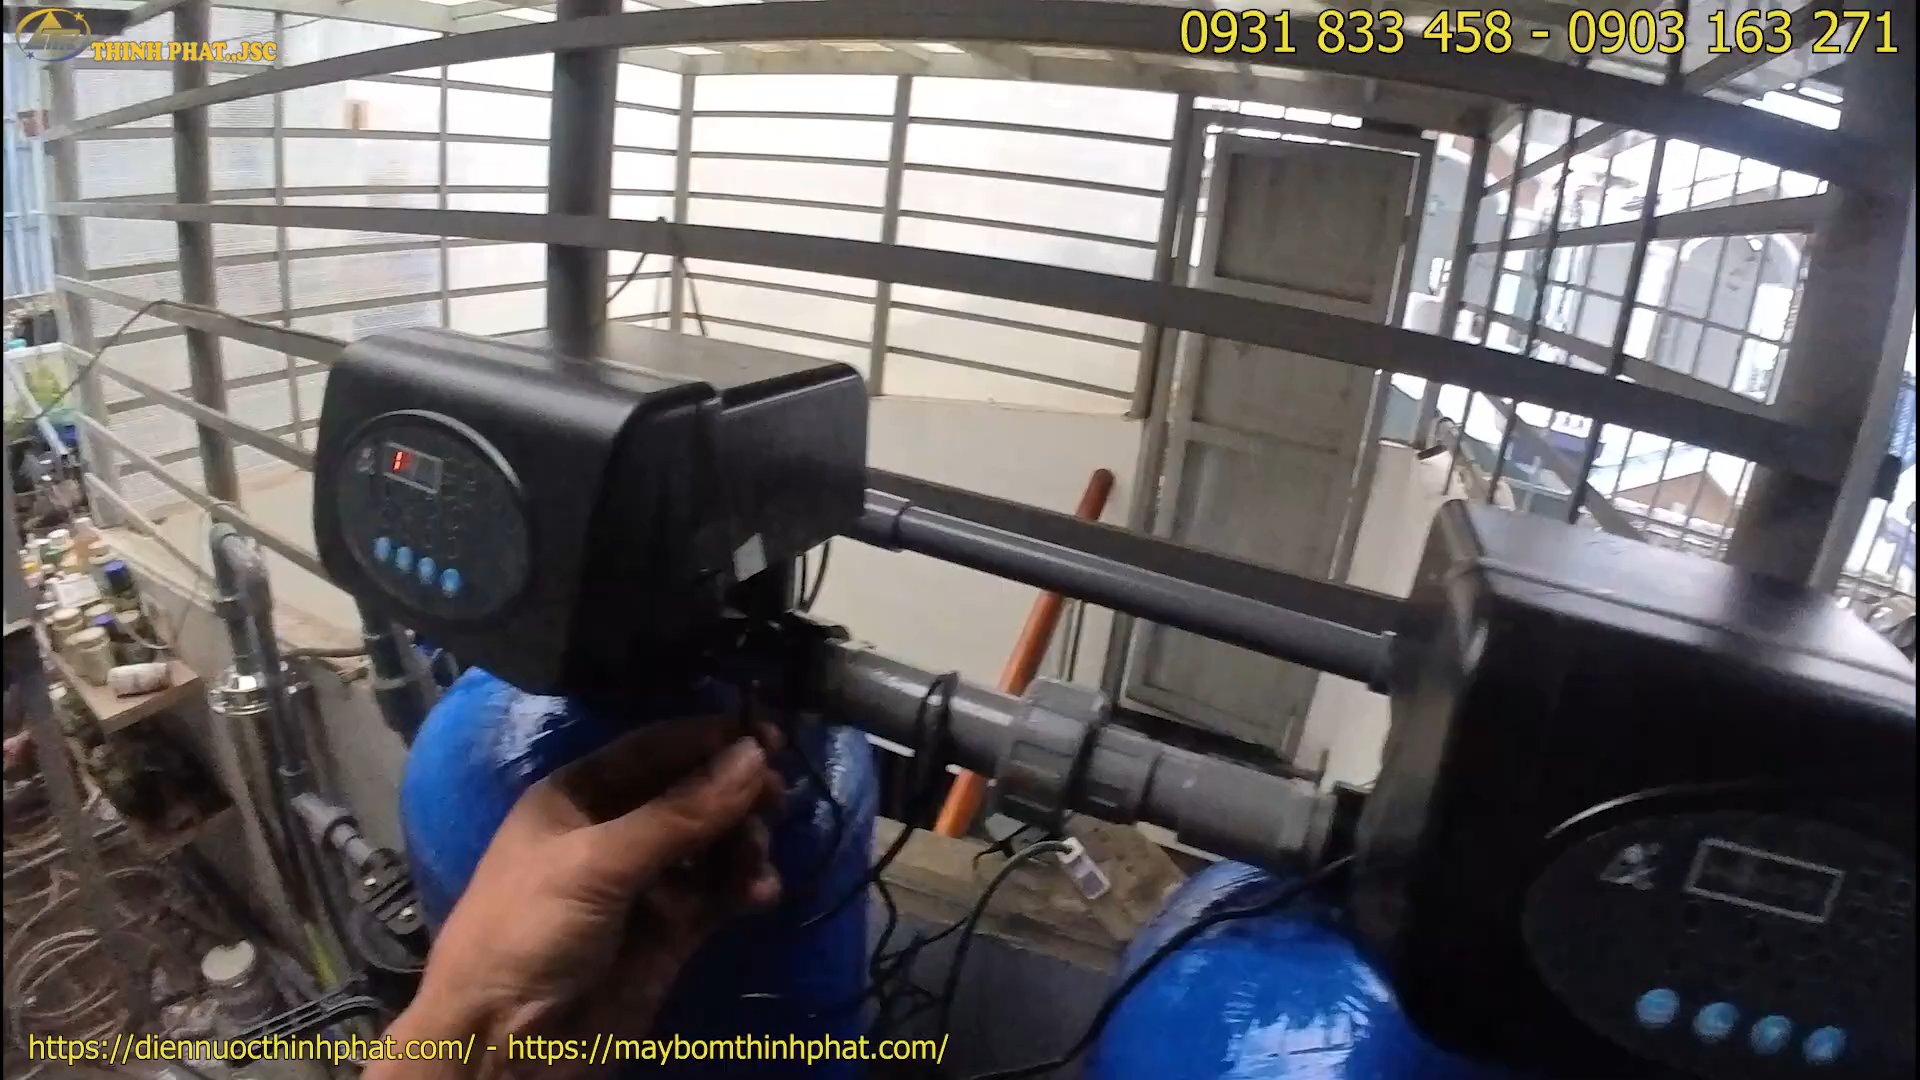 THINH PHAT.,JSC
0931 833 458 - 0903 163 271
https://diennuocthinhphat.com/ - https://maybomthinhphat.com/